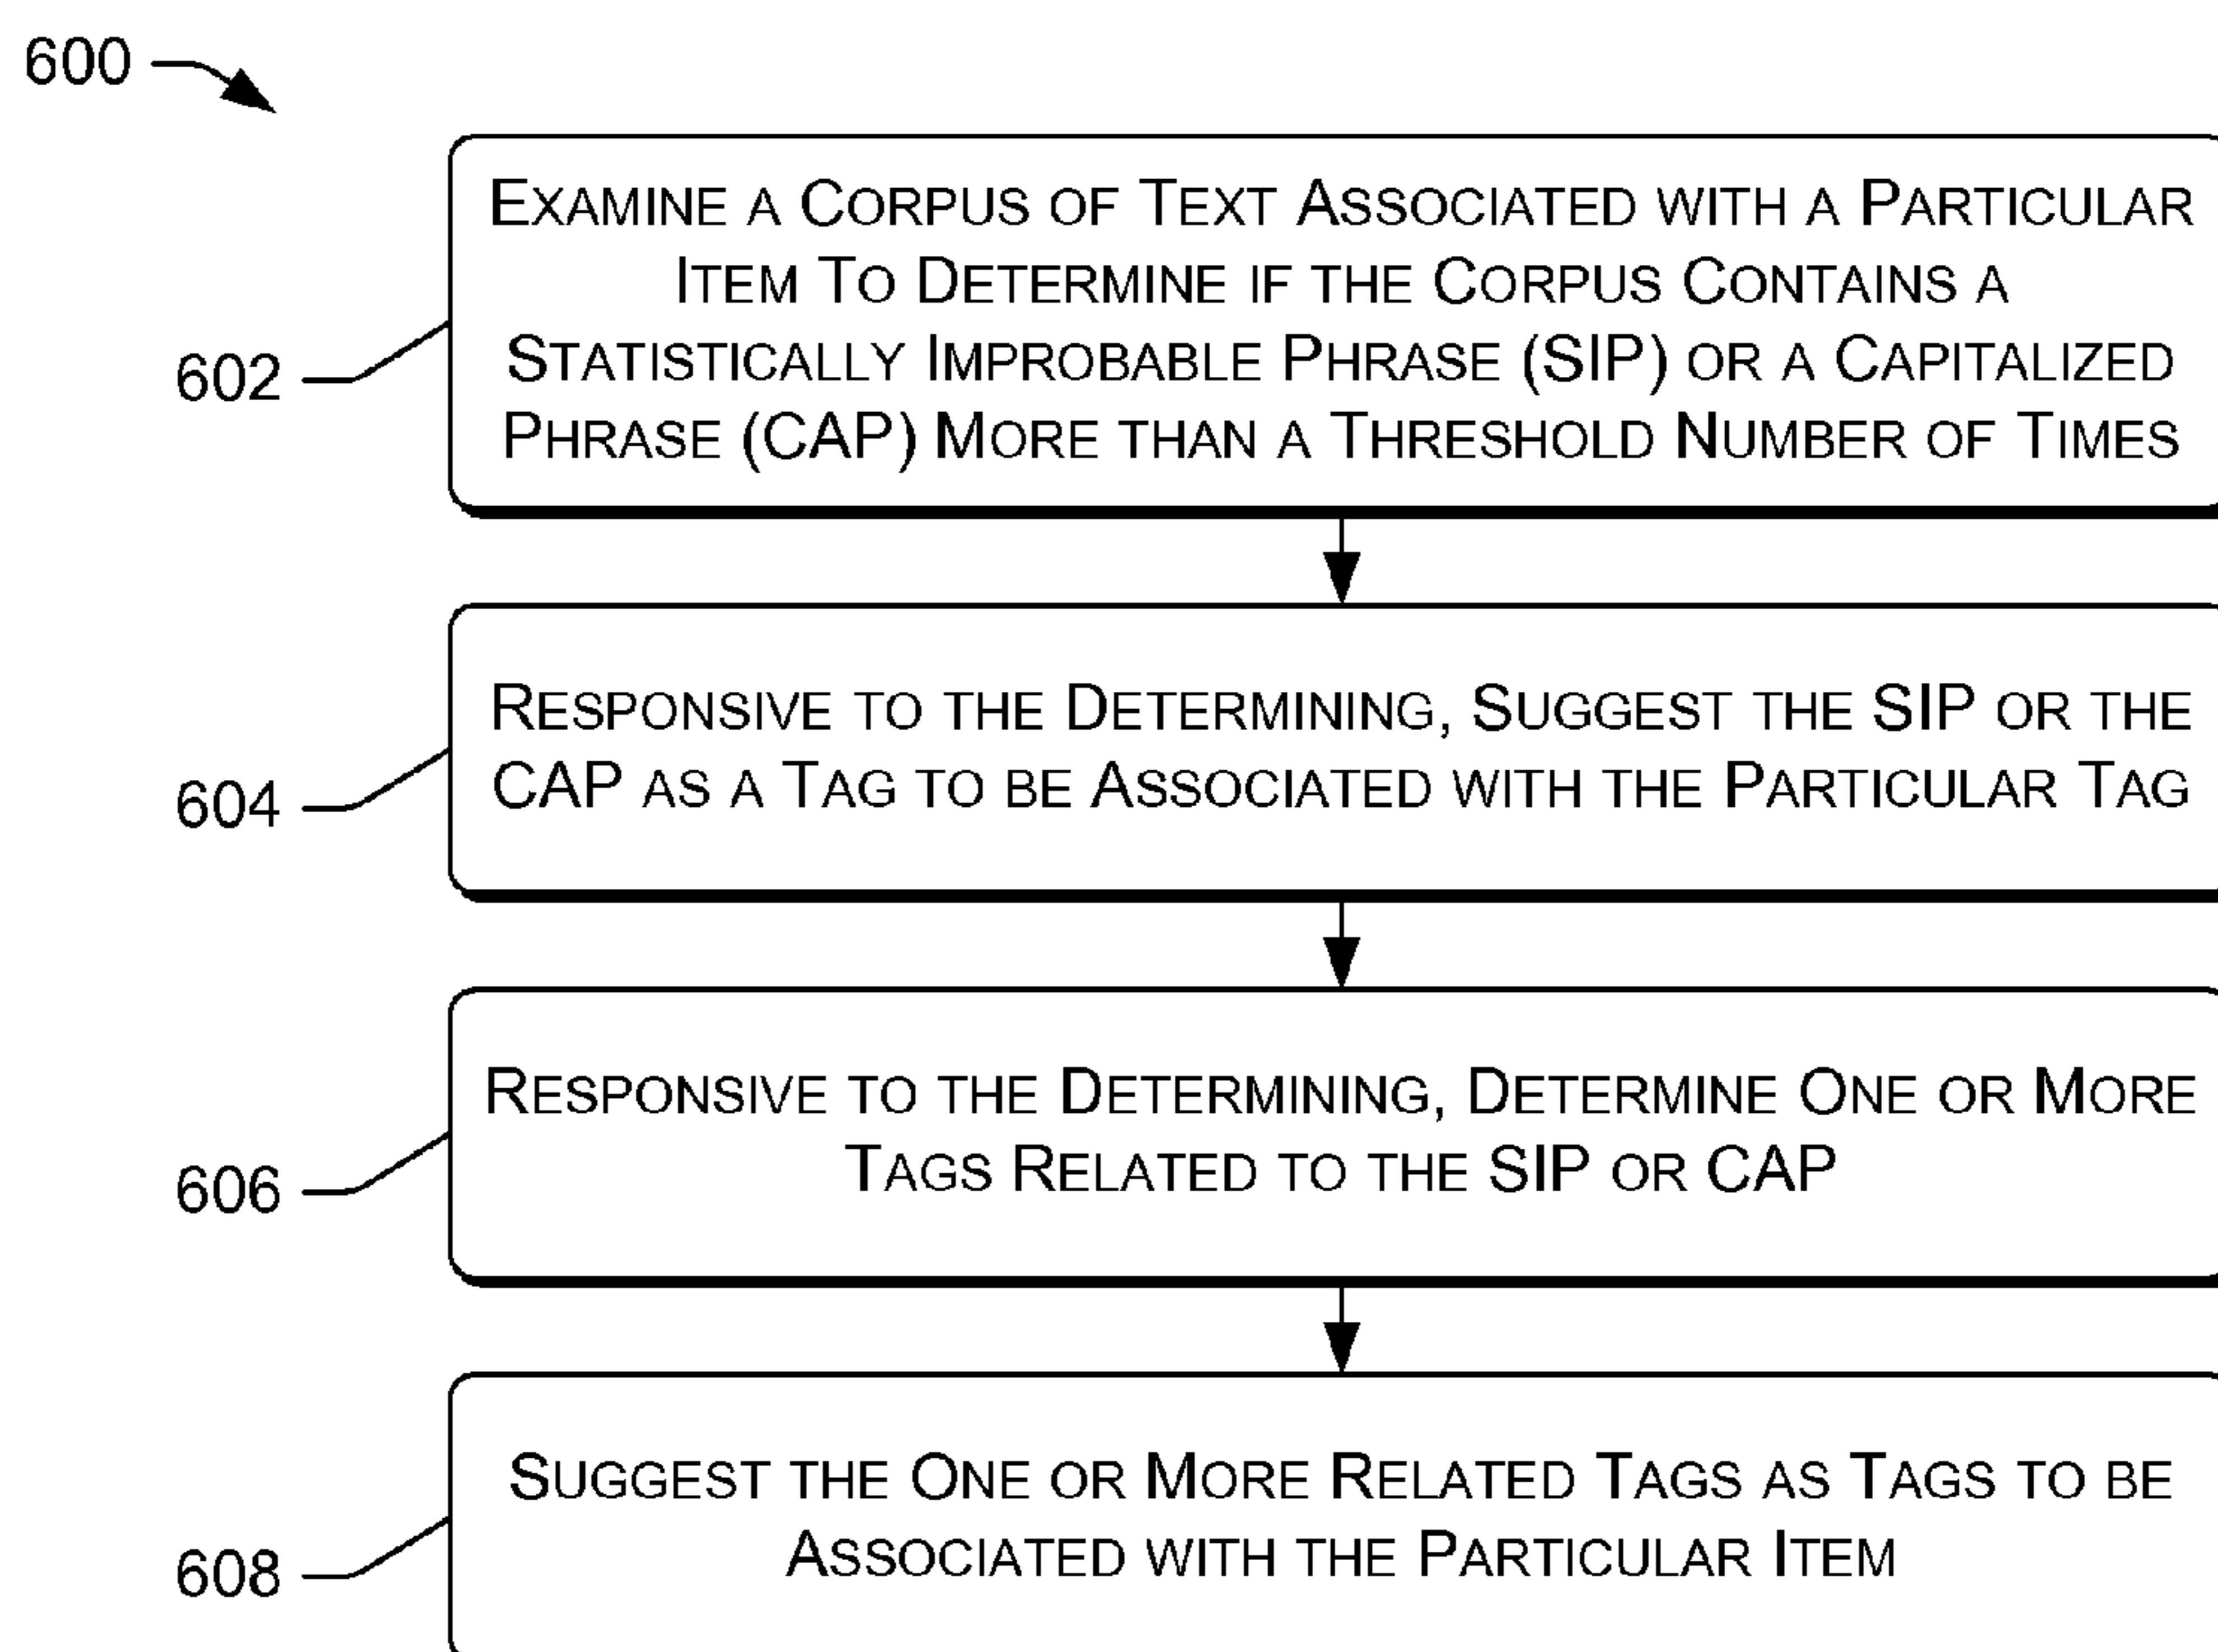 600
Examine a Corpus of Text Associated with a Particular
Item To Determine if the Corpus Contains a
Statistically Improbable Phrase (SIP) or a Capitalized
Phrase (CAP) More than a Threshold Number of Times
602
Responsive to the Determining, Suggest the SIP or the
CAP as a Tag to be Associated with the Particular Tag
604
Responsive to the Determining, Determine One or More
Tags Related to the SIP or CAP
606
Suggest the One or More Related Tags as Tags to be
Associated with the Particular Item
608